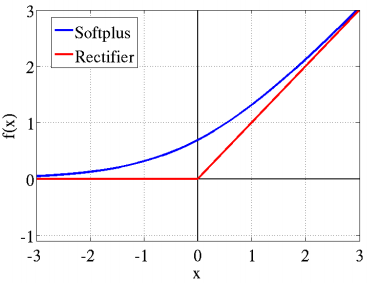 3
2
1
0
-1
f(x)
Softplus
Rectifier
-3 -2 -1 0 1 2 3
x